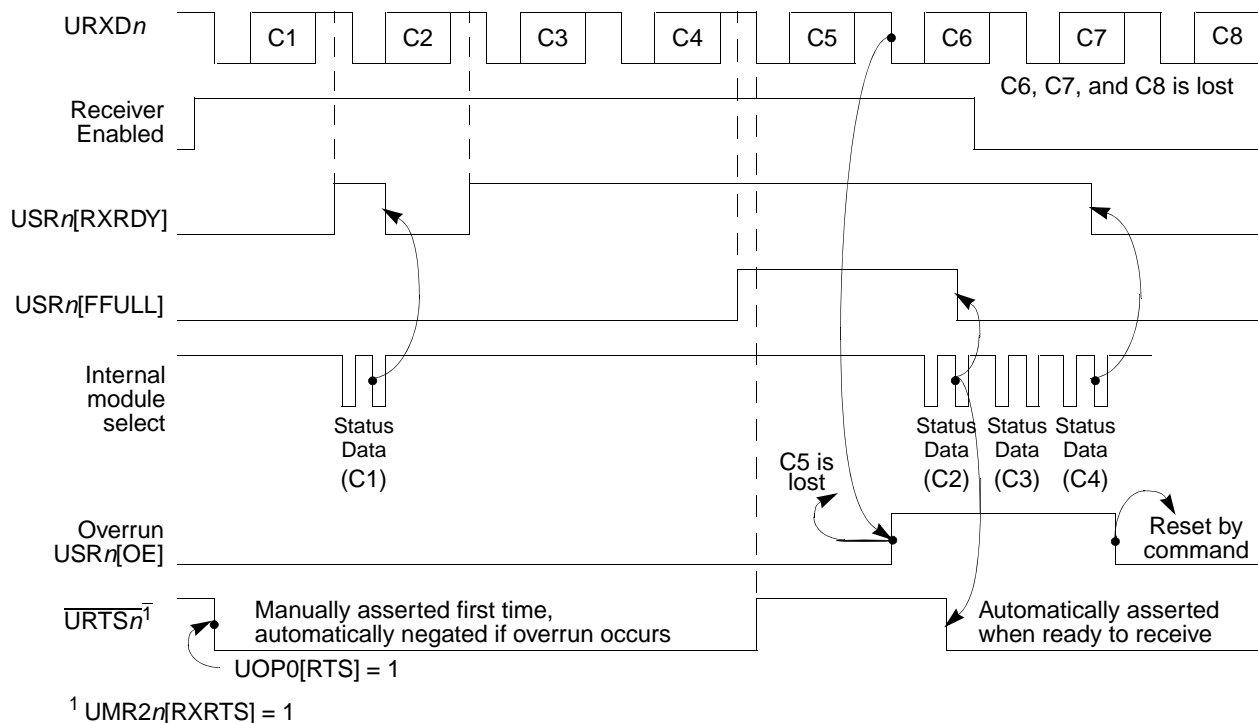 URXDn
C1 C2 C3 C4 C5 C6 C7 C8
C6, C7, and C8 is lost
Receiver
Enabled
USRn[RXRDY]
USRn[FFULL]
Internal
module
select
Status
Data
(C1)
Status
Data
(C2)
Status
Data
(C3)
Status
Data
(C4)
C5 is
lost
Overrun
USRn[OE]
Reset by
command
URTSn1
Manually asserted first time,
automatically negated if overrun occurs
Automatically asserted
when ready to receive
UOP0[RTS] = 1
1 UMR2n[RXRTS] = 1